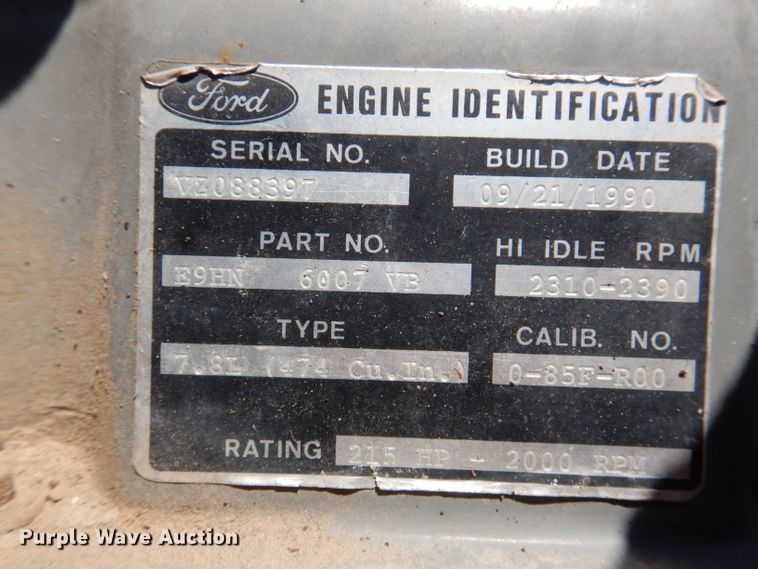 Ford ENGINE IDENTIFICATION
SERIAL NO. BUILD DATE
VI088397 09/21/1990
PART NO. HI IDLE RPM
E9HN 6007 VB 2310-2390
TYPE CALIB. NO.
7.8L (474 Cu.In.) 0-85F-R00
RATING 215 HP - 2000 RPM
Purple Wave Auction